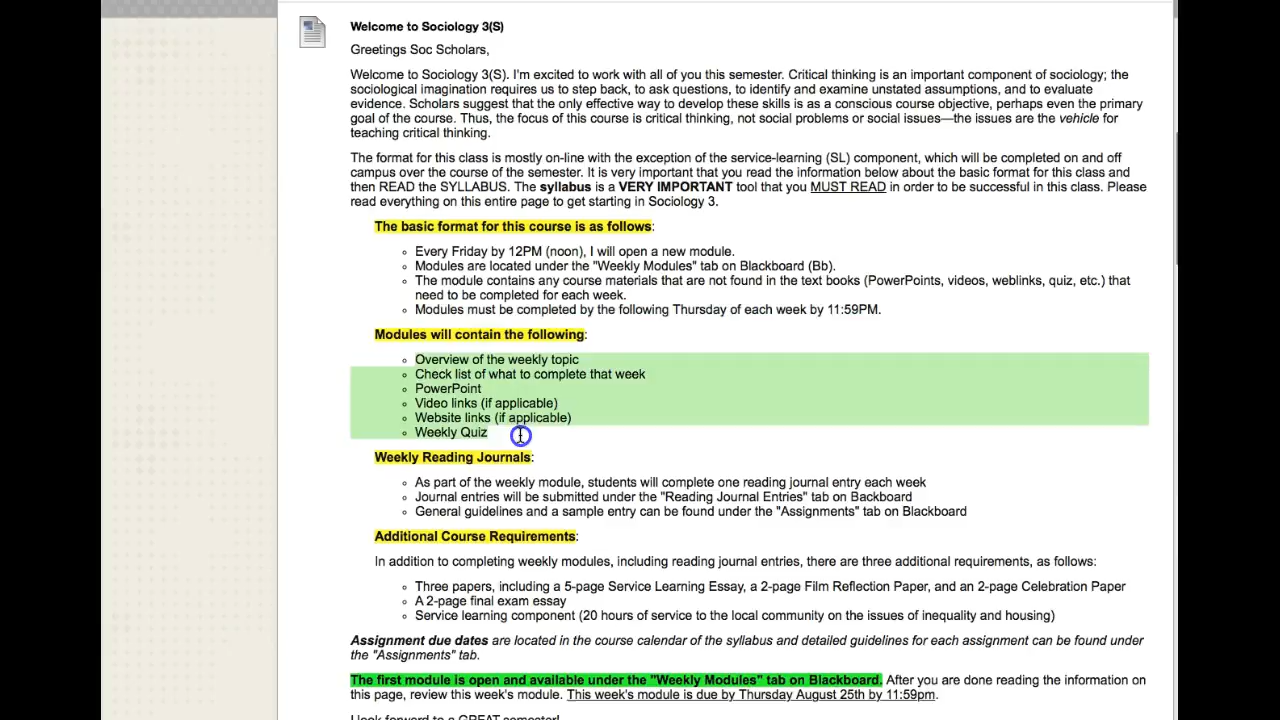 Welcome to Sociology 3(S)
Greetings Soc Scholars,
Welcome to Sociology 3(S). I'm excited to work with all of you this semester. Critical thinking is an important component of sociology; the
sociological imagination requires us to step back, to ask questions, to identify and examine unstated assumptions, and to evaluate
evidence. Scholars suggest that the only effective way to develop these skills is as a conscious course objective, perhaps even the primary
goal of the course. Thus, the focus of this course is critical thinking, not social problems or social issues—the issues are the vehicle for
teaching critical thinking.
The format for this class is mostly on-line with the exception of the service-learning (SL) component, which will be completed on and off
campus over the course of the semester. It is very important that you read the information below about the basic format for this class and
then READ the SYLLABUS. The syllabus is a VERY IMPORTANT tool that you MUST READ in order to be successful in this class. Please
read everything on this entire page to get starting in Sociology 3.
The basic format for this course is as follows:
◦ Every Friday by 12PM (noon), I will open a new module.
◦ Modules are located under the "Weekly Modules" tab on Blackboard (Bb).
◦ The module contains any course materials that are not found in the text books (PowerPoints, videos, weblinks, quiz, etc.) that
need to be completed for each week.
◦ Modules must be completed by the following Thursday of each week by 11:59PM.
Modules will contain the following:
◦ Overview of the weekly topic
◦ Check list of what to complete that week
◦ PowerPoint
◦ Video links (if applicable)
◦ Website links (if applicable)
◦ Weekly Quiz
Weekly Reading Journals:
◦ As part of the weekly module, students will complete one reading journal entry each week
◦ Journal entries will be submitted under the "Reading Journal Entries" tab on Backboard
◦ General guidelines and a sample entry can be found under the "Assignments" tab on Blackboard
Additional Course Requirements:
In addition to completing weekly modules, including reading journal entries, there are three additional requirements, as follows:
◦ Three papers, including a 5-page Service Learning Essay, a 2-page Film Reflection Paper, and an 2-page Celebration Paper
◦ A 2-page final exam essay
◦ Service learning component (20 hours of service to the local community on the issues of inequality and housing)
Assignment due dates are located in the course calendar of the syllabus and detailed guidelines for each assignment can be found under
the "Assignments" tab.
The first module is open and available under the "Weekly Modules" tab on Blackboard. After you are done reading the information on
this page, review this week's module. This week's module is due by Thursday August 25th by 11:59pm.
I look forward to a GREAT semester!